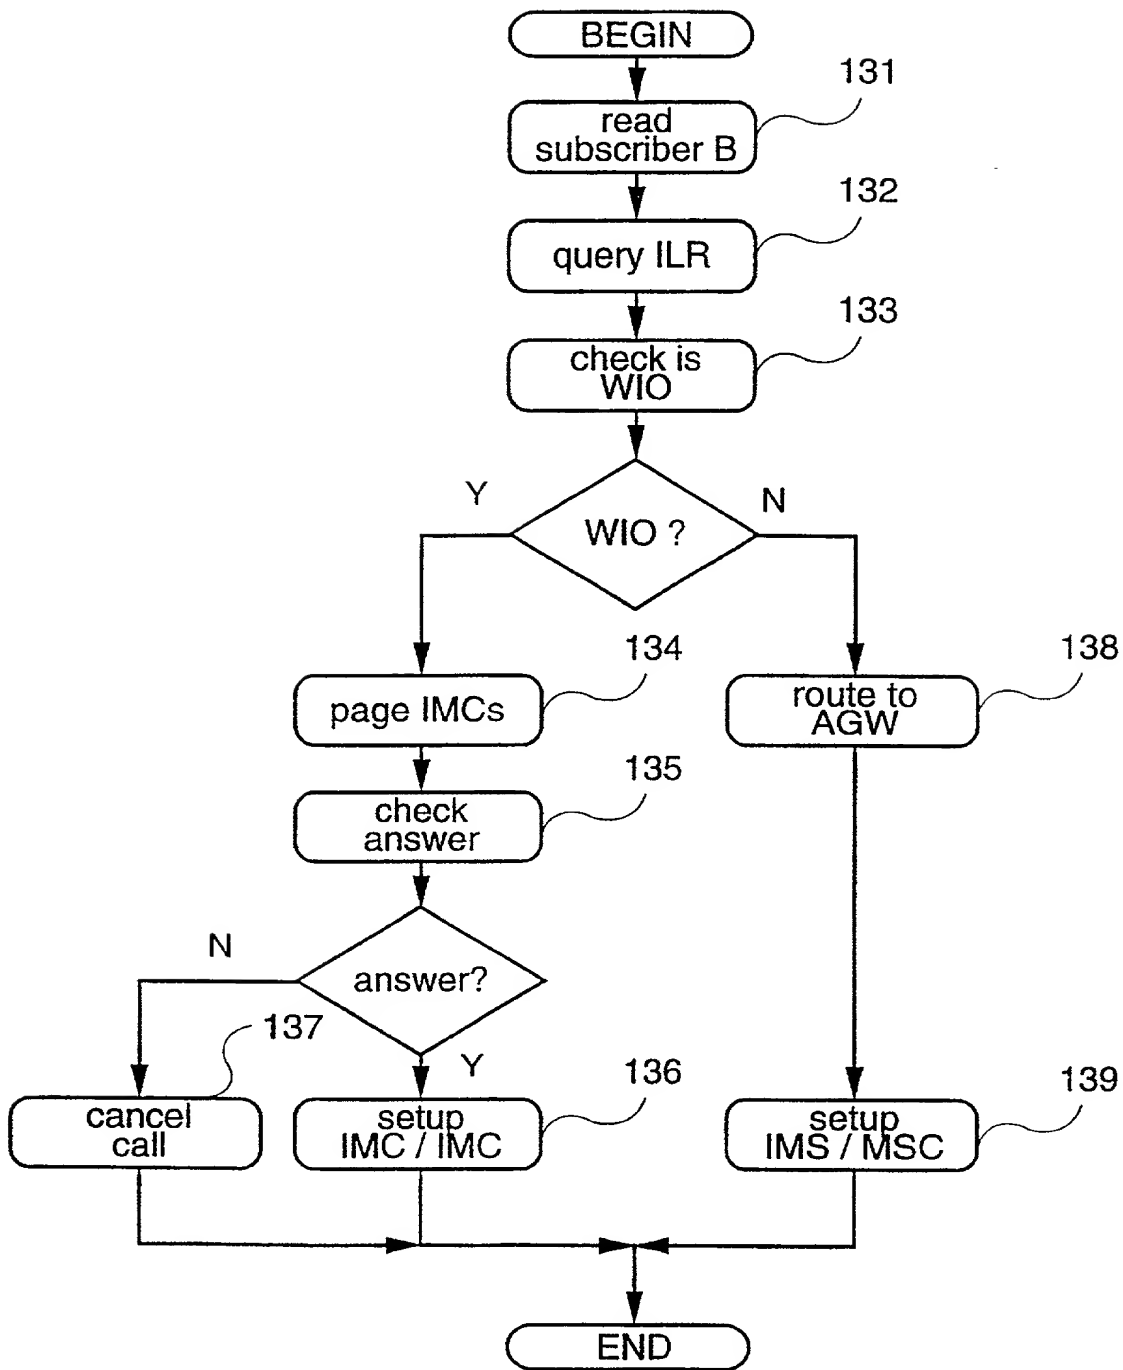 BEGIN
131
read
subscriber B
132
query ILR
133
check is
WIO
Y
WIO ?
N
134
page IMCs
138
route to
AGW
135
check
answer
N
answer?
137
Y
cancel
call
136
setup
IMC / IMC
139
setup
IMS / MSC
END